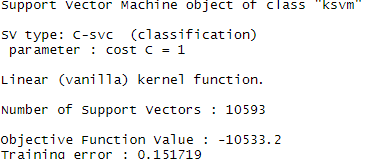 Support Vector Machine object of class "ksvm"
SV type: C-svc (classification)
parameter : cost C = 1
Linear (vanilla) kernel function.
Number of Support Vectors : 10593
Objective Function Value : -10533.2
Training error : 0.151719